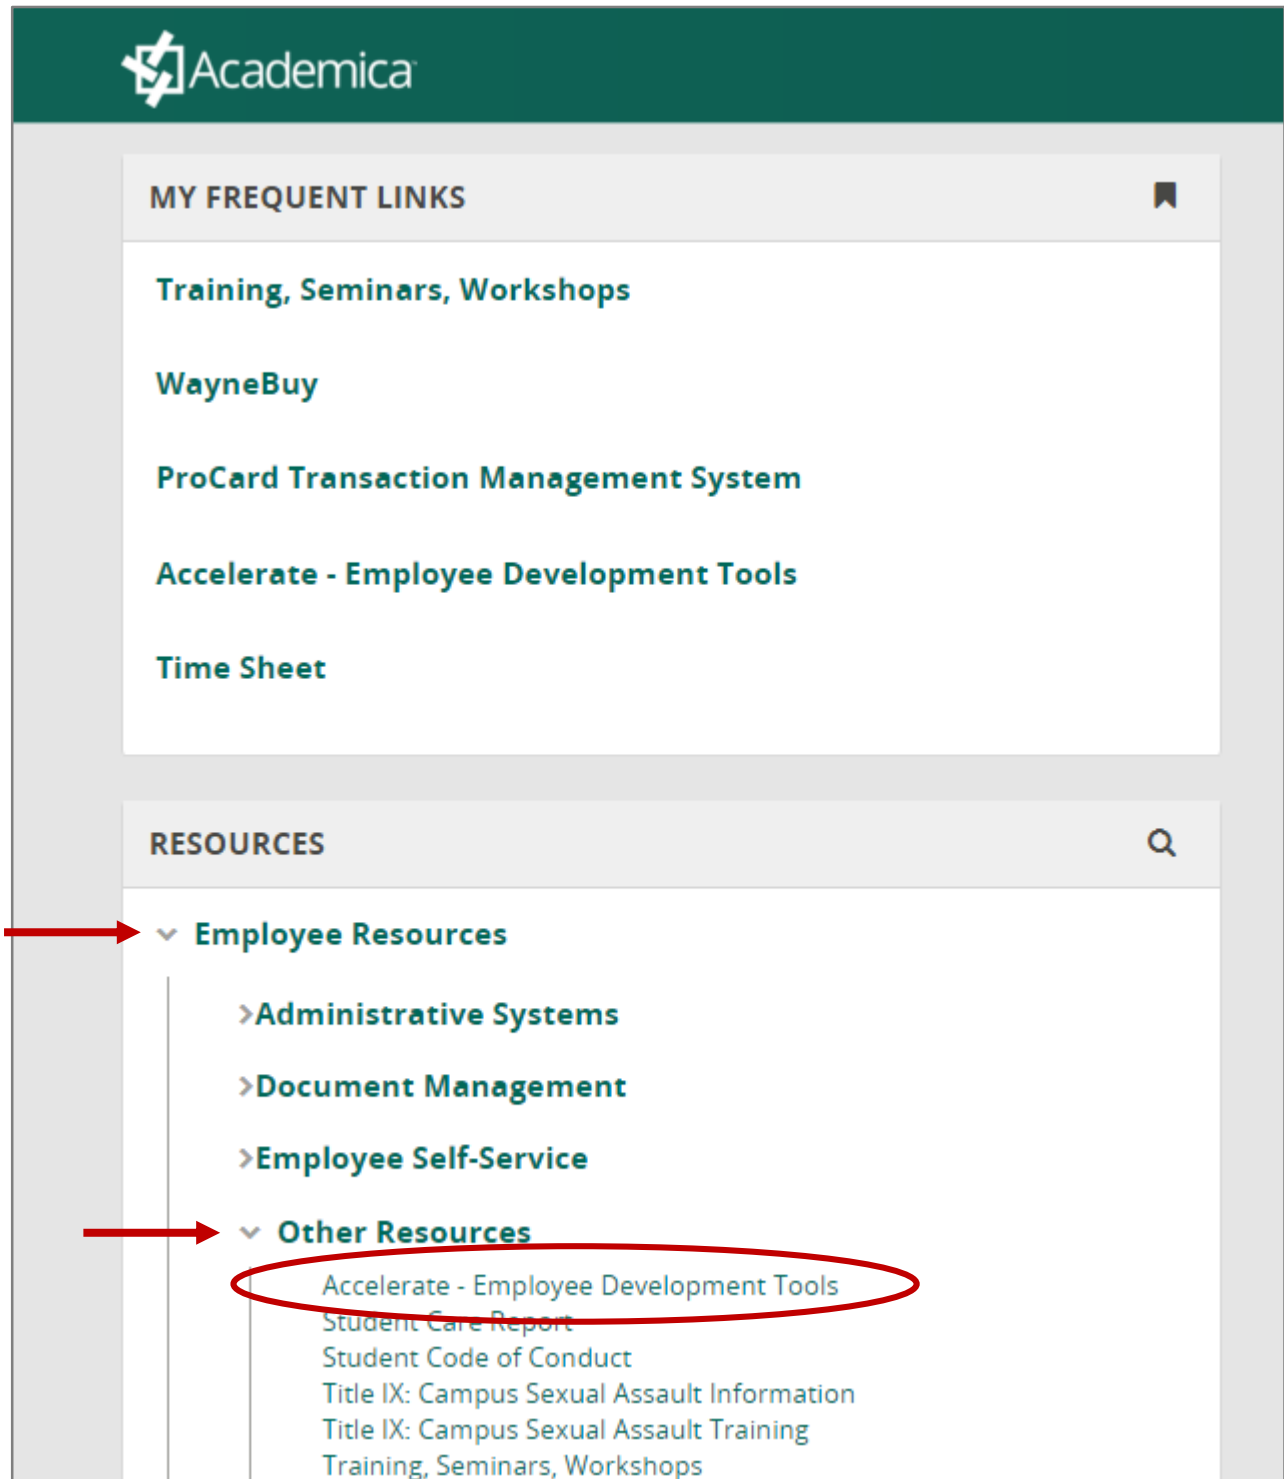 Academica
MY FREQUENT LINKS
Training, Seminars, Workshops
WayneBuy
ProCard Transaction Management System
Accelerate - Employee Development Tools
Time Sheet
RESOURCES
Employee Resources
Administrative Systems
Document Management
Employee Self-Service
Other Resources
Accelerate - Employee Development Tools
Student Care Report
Student Code of Conduct
Title IX: Campus Sexual Assault Information
Title IX: Campus Sexual Assault Training
Training, Seminars, Workshops